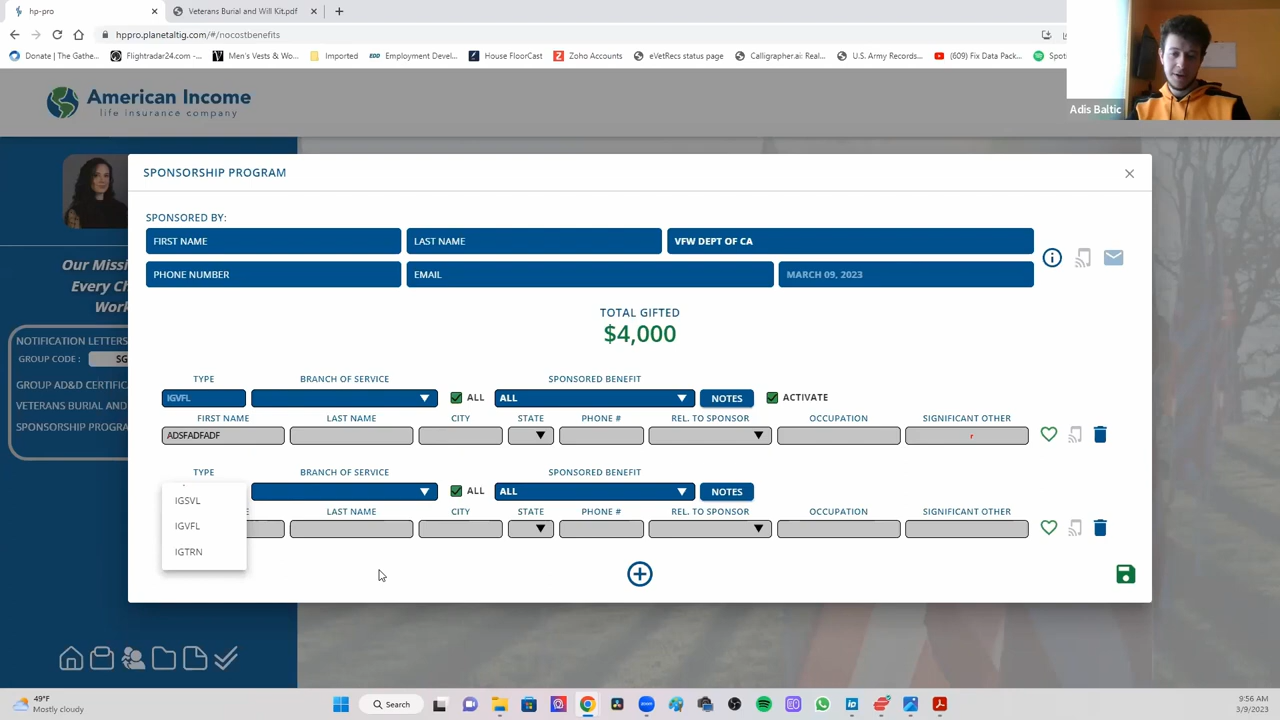 hp-pro
Veterans Burial and Will Kit.pdf
hppro.planetaltig.com/#/nocostbenefits
Donate | The Gathe...
Flightradar24.com -...
Men's Vests & Wo...
Imported
EDD Employment Devel...
House FloorCast
Zoho Accounts
eVetRecs status page
Calligrapher.ai: Real...
U.S. Army Records...
(609) Fix Data Pack...
Adis Baltic
American Income
life insurance company
SPONSORSHIP PROGRAM
SPONSORED BY:
FIRST NAME
LAST NAME
VFW DEPT OF CA
PHONE NUMBER
EMAIL
MARCH 09, 2023
Our Missi
Every Ch
Work
TOTAL GIFTED
$4,000
NOTIFICATION LETTERS
GROUP CODE : SG
GROUP AD&D CERTIFICA
VETERANS BURIAL AND
SPONSORSHIP PROGRA
TYPE BRANCH OF SERVICE SPONSORED BENEFIT
IGVFL ALL ALL NOTES ACTIVATE
FIRST NAME LAST NAME CITY STATE PHONE # REL. TO SPONSOR OCCUPATION SIGNIFICANT OTHER
ADSFADFADF r
TYPE BRANCH OF SERVICE SPONSORED BENEFIT
ALL ALL NOTES
LAST NAME CITY STATE PHONE # REL. TO SPONSOR OCCUPATION SIGNIFICANT OTHER
IGSVL
IGVFL
IGTRN
49°F
Mostly cloudy
Search
9:56 AM
3/9/2023